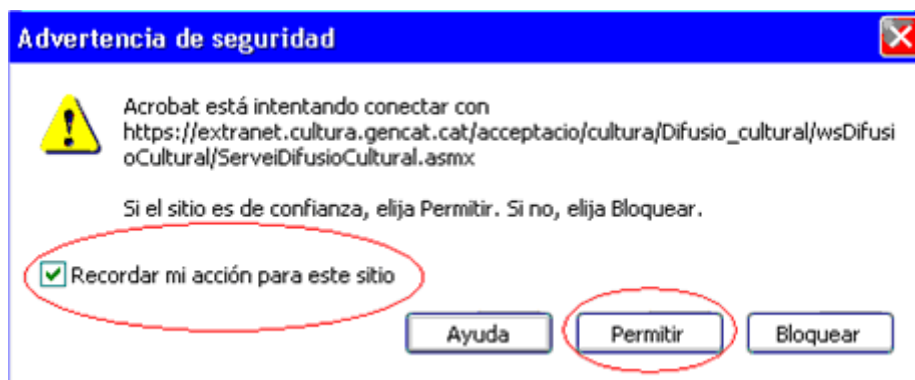 Advertencia de seguridad
Acrobat está intentando conectar con
https://extranet.cultura.gencat.cat/acceptacio/cultura/Difusio_cultural/wsDifusi
oCultural/ServeiDifusioCultural.asmx
Si el sitio es de confianza, elija Permitir. Si no, elija Bloquear.
Recordar mi acción para este sitio
Ayuda Permitir Bloquear